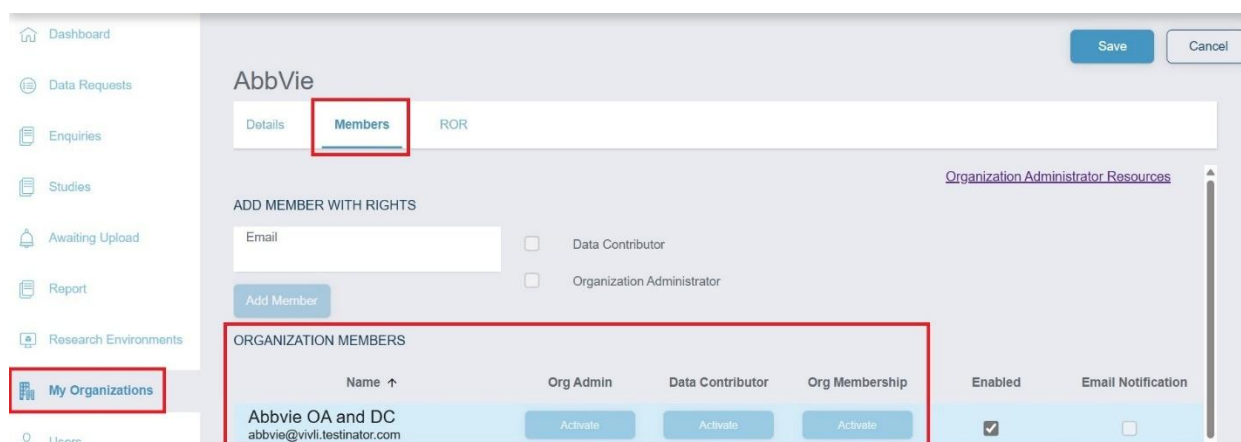 Dashboard
Save
Cancel
Data Requests
AbbVie
Details
Members
ROR
Enquiries
Organization Administrator Resources
Studies
ADD MEMBER WITH RIGHTS
Email
Data Contributor
Awaiting Upload
Organization Administrator
Report
Add Member
Research Environments
ORGANIZATION MEMBERS
My Organizations
Name ↑
Org Admin
Data Contributor
Org Membership
Enabled
Email Notification
Abbvie OA and DC
Activate
Activate
Activate
abbvie@vivli.testinator.com
Users